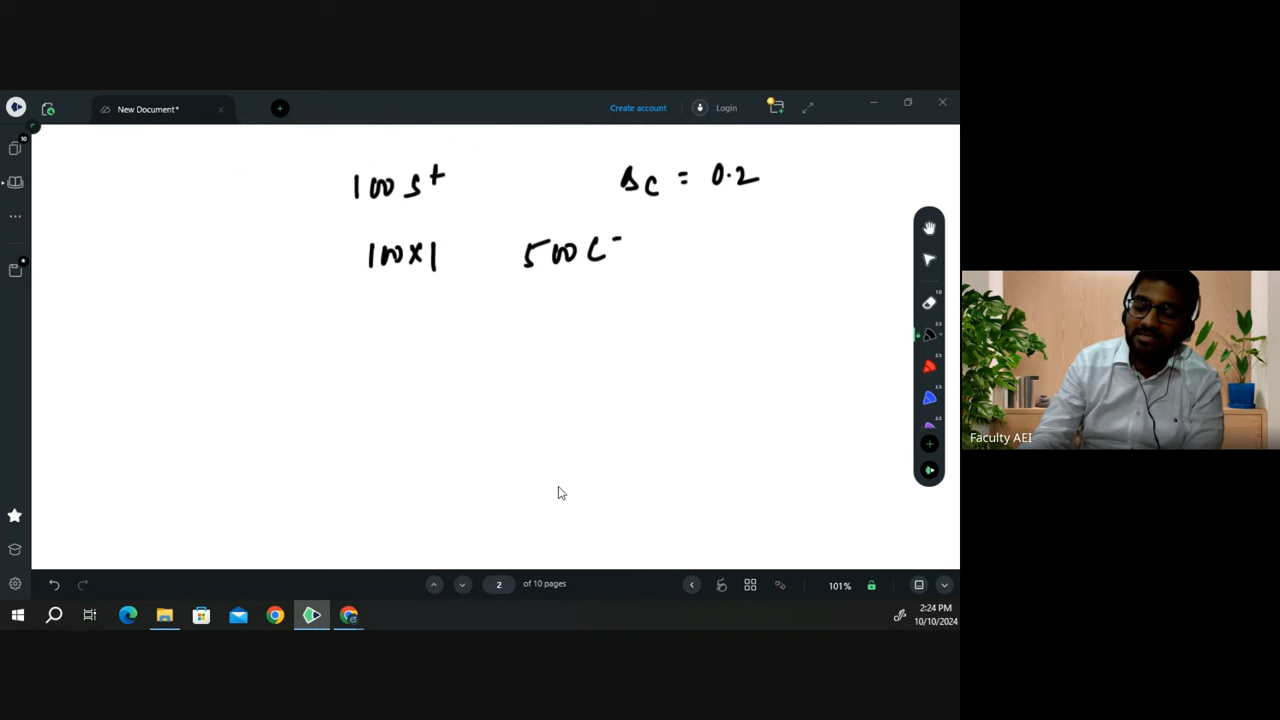 New Document*
Create account
Login
100 S+
Δc = 0.2
100×1
500 C-
Faculty AEI
2
of 10 pages
101%
2:24 PM
10/10/2024